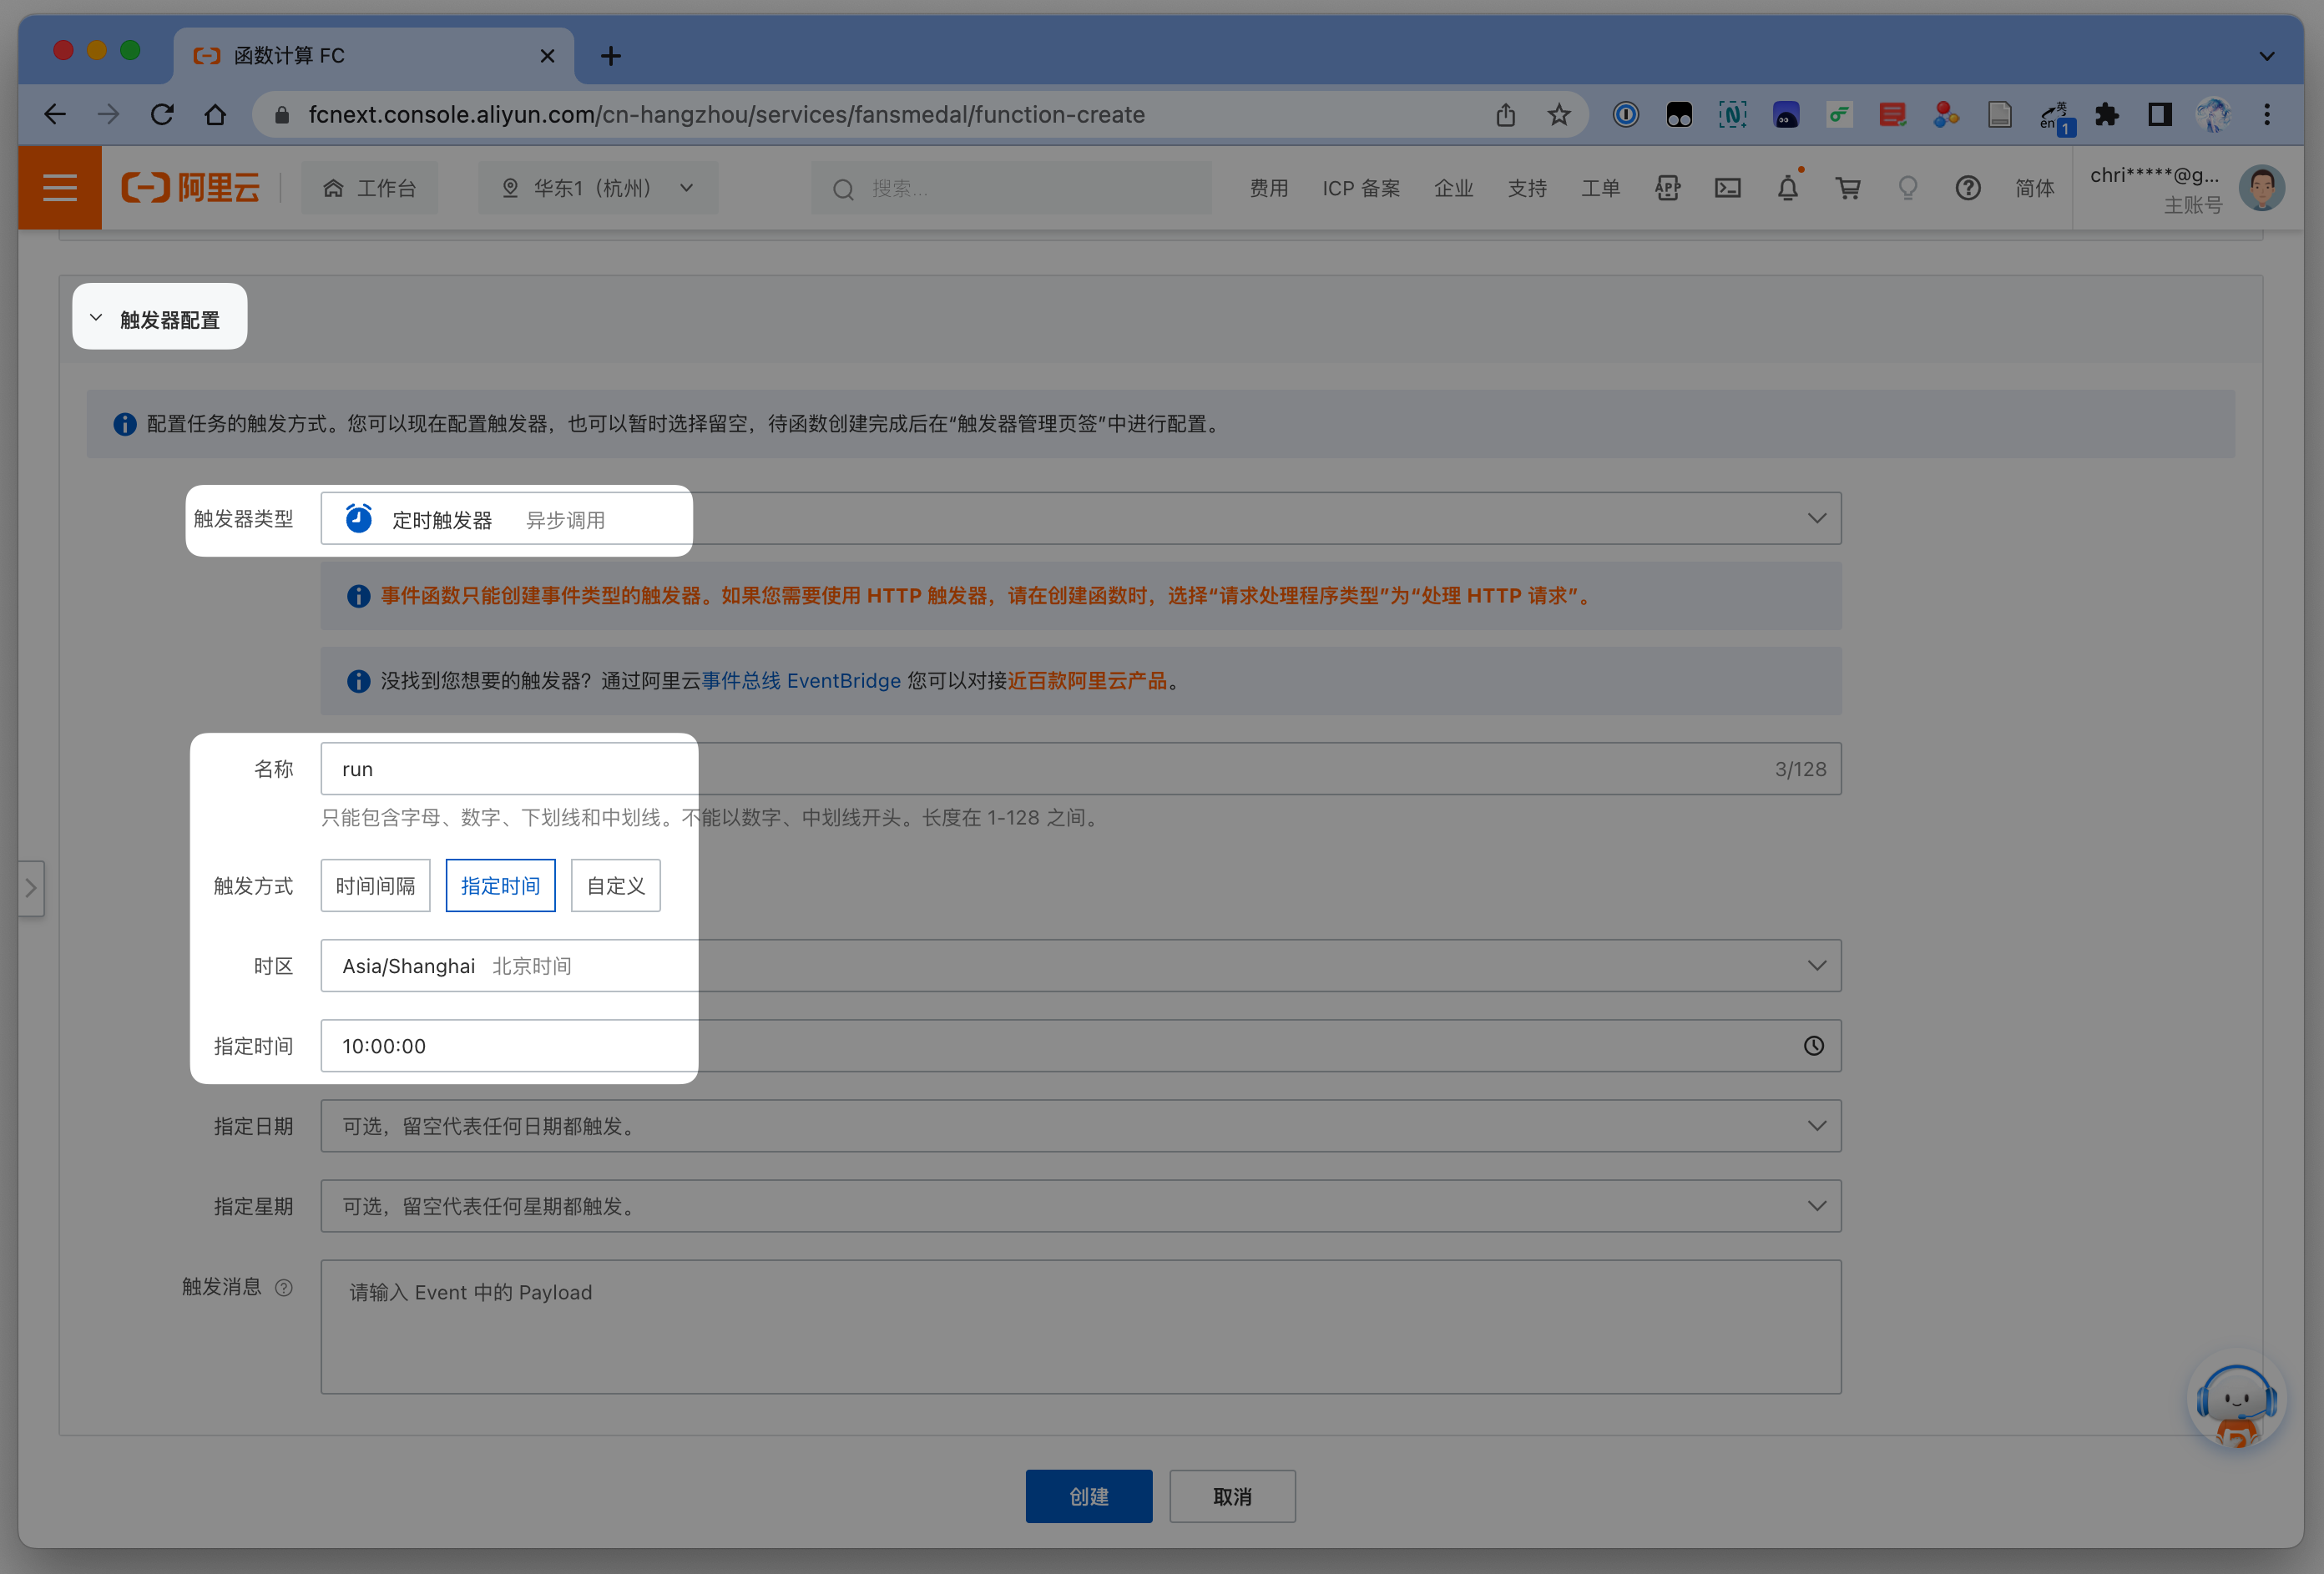 函数计算 FC
fcnext.console.aliyun.com/cn-hangzhou/services/fansmedal/function-create
英
en
1
阿里云
工作台
华东1（杭州）
搜索...
费用
ICP 备案
企业
支持
工单
APP
简体
chri*****@g...
主账号
触发器配置
配置任务的触发方式。您可以现在配置触发器，也可以暂时选择留空，待函数创建完成后在“触发器管理页签”中进行配置。
触发器类型
定时触发器 异步调用
事件函数只能创建事件类型的触发器。如果您需要使用 HTTP 触发器，请在创建函数时，选择“请求处理程序类型”为“处理 HTTP 请求”。
没找到您想要的触发器？通过阿里云事件总线 EventBridge 您可以对接近百款阿里云产品。
名称
run
3/128
只能包含字母、数字、下划线和中划线。不能以数字、中划线开头。长度在 1-128 之间。
触发方式
时间间隔
指定时间
自定义
时区
Asia/Shanghai 北京时间
指定时间
10:00:00
指定日期
可选，留空代表任何日期都触发。
指定星期
可选，留空代表任何星期都触发。
触发消息
请输入 Event 中的 Payload
创建
取消